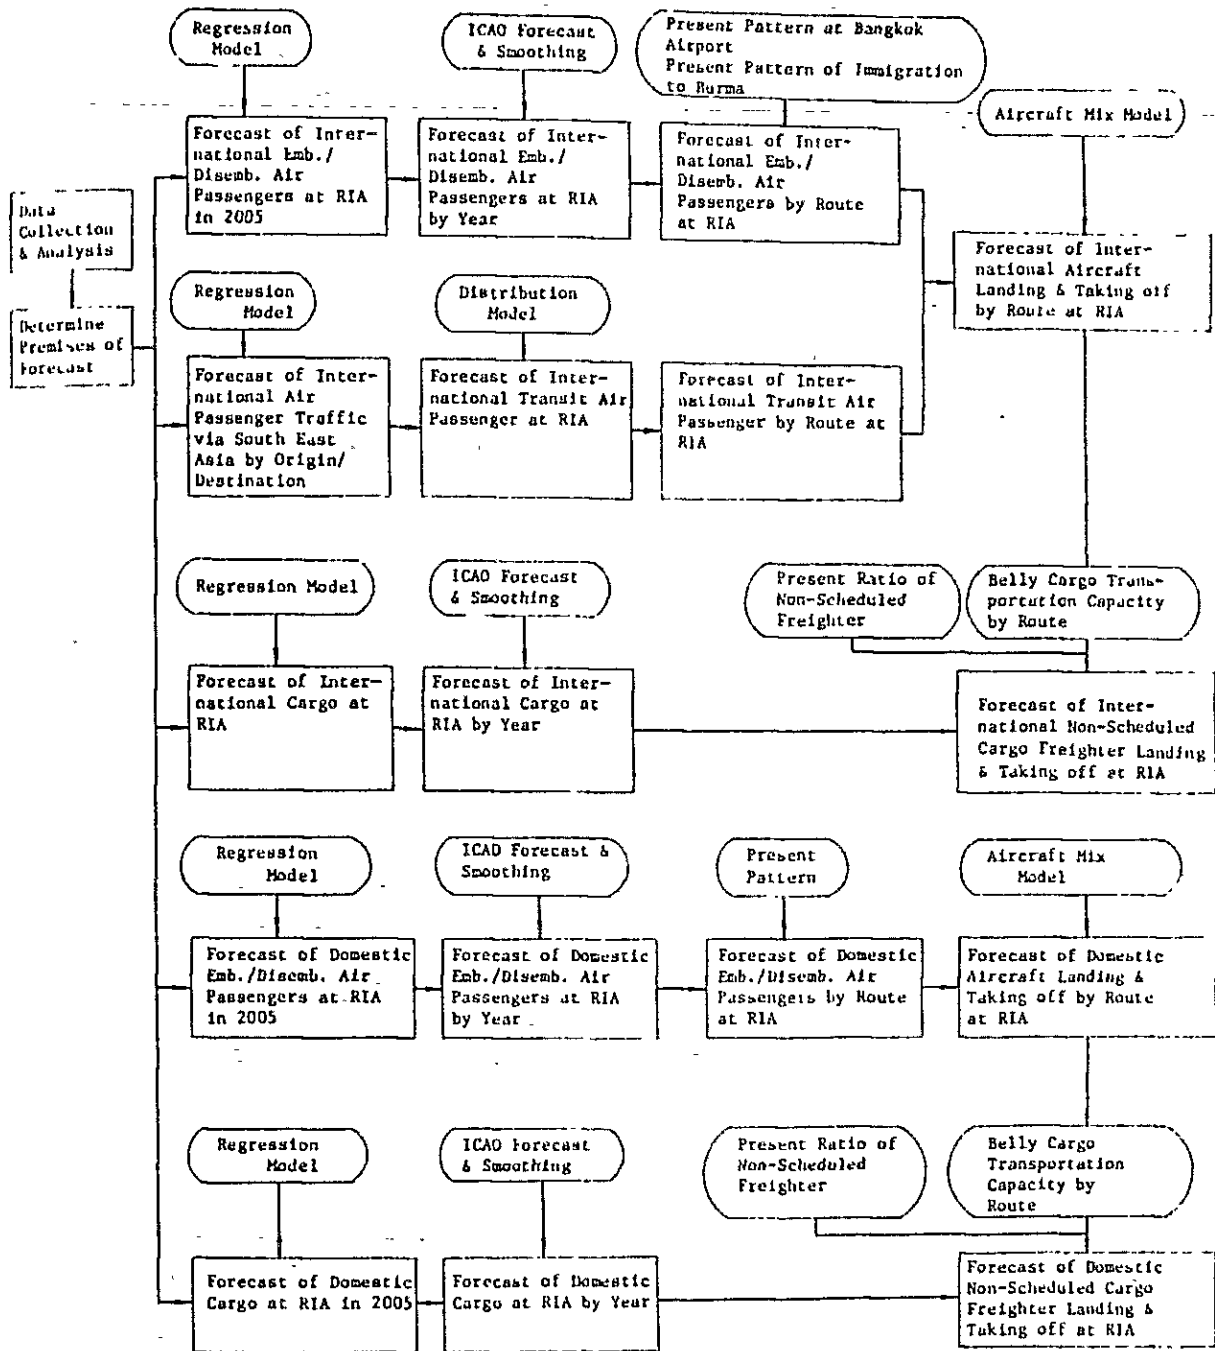 Regression
Model
ICAO Forecast
& Smoothing
Present Pattern at Bangkok
Airport
Present Pattern of Immigration
to Burma
Aircraft Mix Model
Data
Collection
& Analysis
Determine
Premises of
Forecast
Forecast of Inter-
national Emb./
Disemb. Air
Passengers at RIA
in 2005
Forecast of Inter-
national Emb./
Disemb. Air
Passengers at RIA
by Year
Forecast of Inter-
national Emb./
Disemb. Air
Passengers by Route
at RIA
Forecast of Inter-
national Aircraft
Landing & Taking off
by Route at RIA
Regression
Model
Distribution
Model
Forecast of Inter-
national Air
Passenger Traffic
via South East
Asia by Origin/
Destination
Forecast of Inter-
national Transit Air
Passenger at RIA
Forecast of Inter-
national Transit Air
Passenger by Route at
RIA
Regression Model
ICAO Forecast
& Smoothing
Present Ratio of
Non-Scheduled
Freighter
Belly Cargo Trans-
portation Capacity
by Route
Forecast of Inter-
national Cargo at
RIA
Forecast of Inter-
national Cargo at
RIA by Year
Forecast of Inter-
national Non-Scheduled
Cargo Freighter Landing
& Taking off at RIA
Regression
Model
ICAO Forecast &
Smoothing
Present
Pattern
Aircraft Mix
Model
Forecast of Domestic
Emb./Disemb. Air
Passengers at RIA
in 2005
Forecast of Domestic
Emb./Disemb. Air
Passengers at RIA
by Year
Forecast of Domestic
Emb./Disemb. Air
Passengers by Route
at RIA
Forecast of Domestic
Aircraft Landing &
Taking off by Route
at RIA
Regression
Model
ICAO Forecast
& Smoothing
Present Ratio of
Non-Scheduled
Freighter
Belly Cargo
Transportation
Capacity by
Route
Forecast of Domestic
Cargo at RIA in 2005
Forecast of Domestic
Cargo at RIA by Year
Forecast of Domestic
Non-Scheduled Cargo
Freighter Landing &
Taking off at RIA